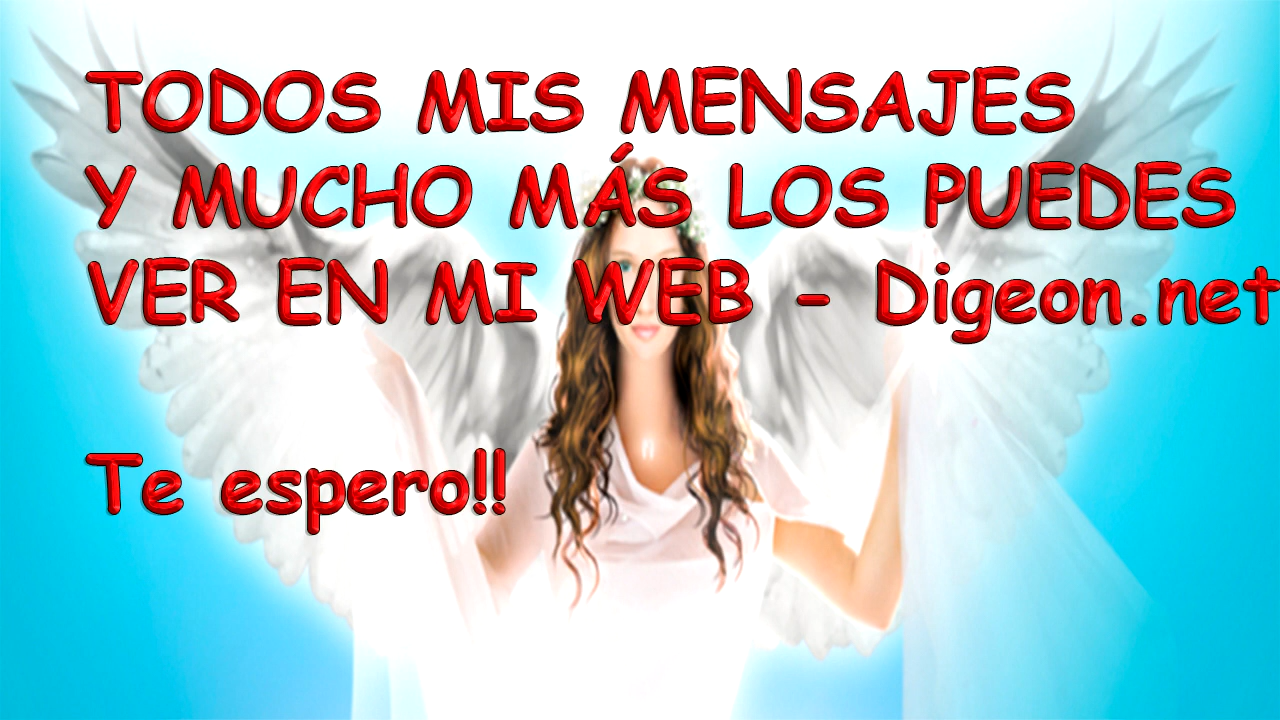 TODOS MIS MENSAJES
Y MUCHO MÁS LOS PUEDES
VER EN MI WEB - Digeon.net
Te espero!!